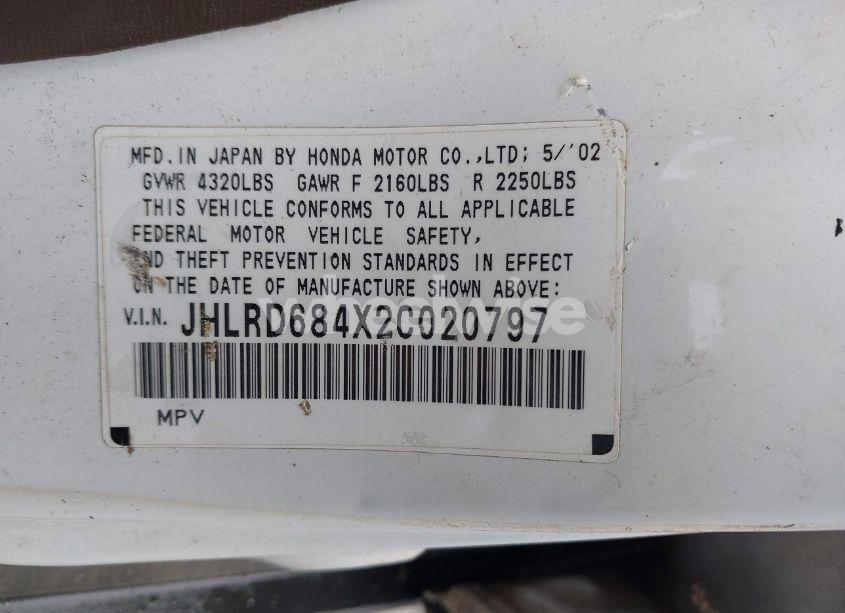 MFD. IN JAPAN BY HONDA MOTOR CO.,LTD; 5/'02
GVWR 4320LBS GAWR F 2160LBS R 2250LBS
THIS VEHICLE CONFORMS TO ALL APPLICABLE
FEDERAL MOTOR VEHICLE SAFETY,
AND THEFT PREVENTION STANDARDS IN EFFECT
ON THE DATE OF MANUFACTURE SHOWN ABOVE:
V.I.N. JHLRD684X2C020797
MPV